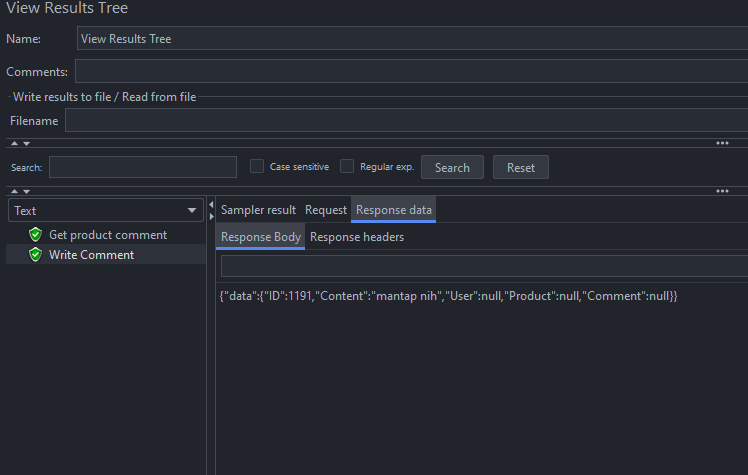 View Results Tree
Name: View Results Tree
Comments:
Write results to file / Read from file
Filename
Search: Case sensitive Regular exp. Search Reset
Text
Sampler result Request Response data
Get product comment
Write Comment
Response Body Response headers
{"data":{"ID":1191,"Content":"mantap nih","User":null,"Product":null,"Comment":null}}